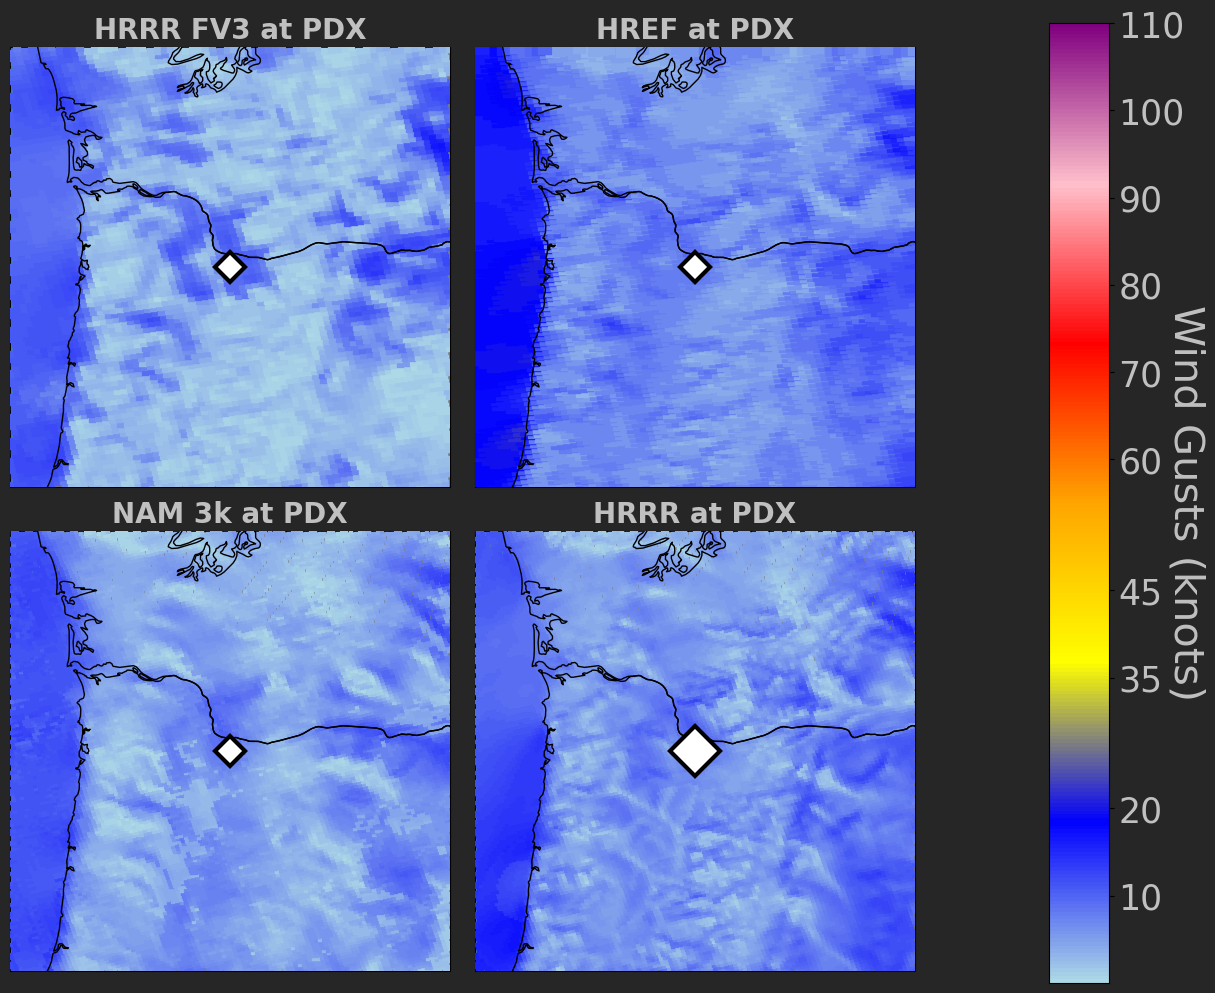 HRRR FV3 at PDX
HREF at PDX
NAM 3k at PDX
HRRR at PDX
110
100
90
80
70
60
45
35
20
10
Wind Gusts (knots)